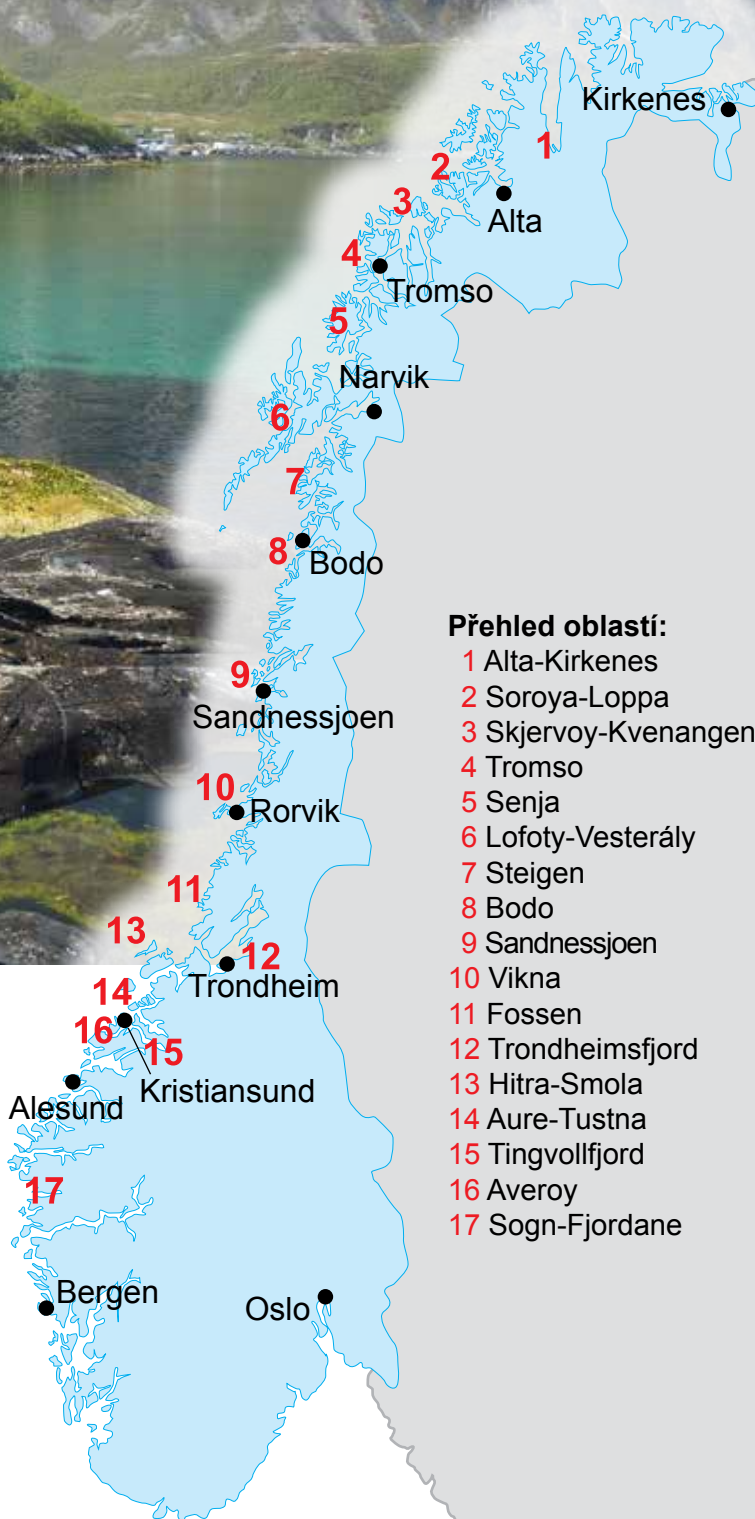 Kirkenes
1
2
Alta
3
4
Tromso
5
Narvik
6
7
8
Bodo
9
Sandnessjoen
10
Rorvik
11
13
12
Trondheim
14
16
15
Kristiansund
Alesund
17
Bergen
Oslo
Přehled oblastí:
1 Alta-Kirkenes
2 Soroya-Loppa
3 Skjervoy-Kvenangen
4 Tromso
5 Senja
6 Lofoty-Vesterály
7 Steigen
8 Bodo
9 Sandnessjoen
10 Vikna
11 Fossen
12 Trondheimsfjord
13 Hitra-Smola
14 Aure-Tustna
15 Tingvollfjord
16 Averoy
17 Sogn-Fjordane